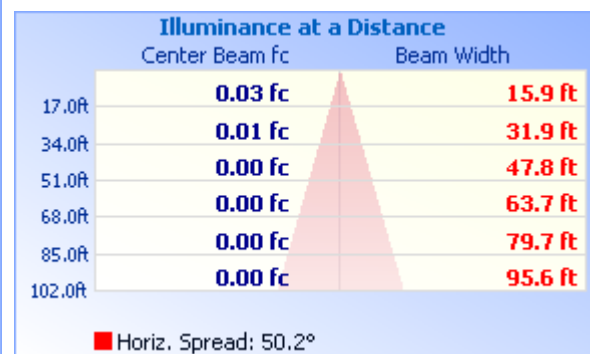 Illuminance at a Distance
Center Beam fc Beam Width
17.0ft 0.03 fc 15.9 ft
34.0ft 0.01 fc 31.9 ft
51.0ft 0.00 fc 47.8 ft
68.0ft 0.00 fc 63.7 ft
85.0ft 0.00 fc 79.7 ft
102.0ft 0.00 fc 95.6 ft
Horiz. Spread: 50.2°